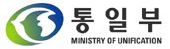 통일부
MINISTRY OF UNIFICATION